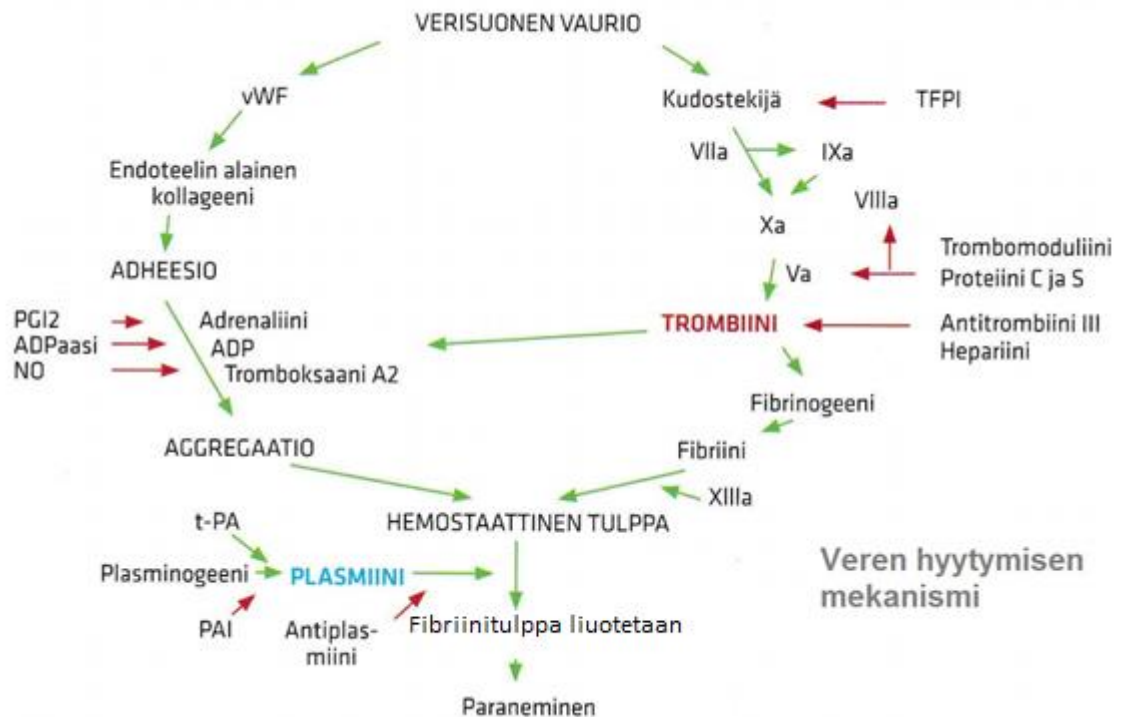 VERISUONEN VAURIO
vWF
Kudostekijä
TFPI
VIIa
IXa
Endoteelin alainen
kollageeni
VIIIa
Xa
ADHEESIO
Va
Trombomoduliini
Proteiini C ja S
PGI2
ADPaasi
NO
Adrenaliini
ADP
Tromboksaani A2
TROMBIINI
Antitrombiini III
Hepariini
Fibrinogeeni
AGGREGAATIO
Fibriini
XIIIa
HEMOSTAATTINEN TULPPA
t-PA
Plasminogeeni
PLASMIINI
PAI
Antiplas-
miini
Fibriinitulppa liuotetaan
Veren hyytymisen
mekanismi
Paraneminen